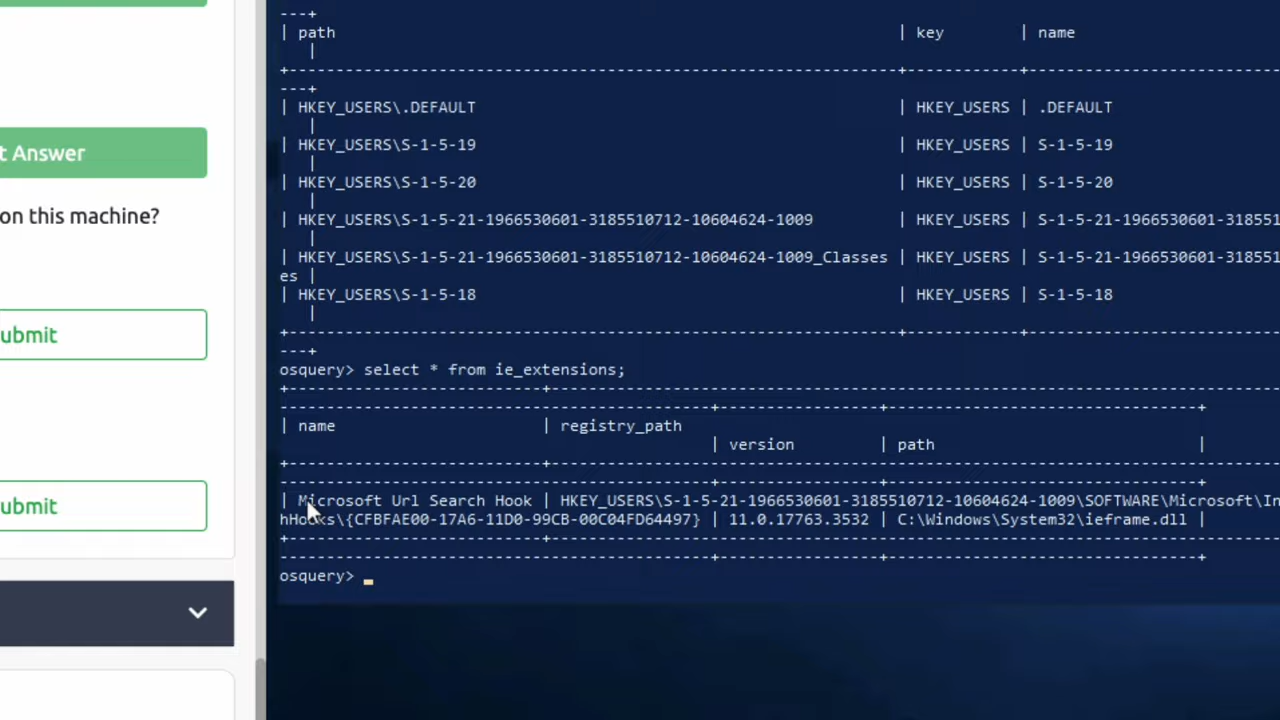 t Answer
on this machine?
ubmit
ubmit
---+
| path | key | name
|
+-----------------------------------------------------------------+------------+---------------------------
---+
| HKEY_USERS\.DEFAULT | HKEY_USERS | .DEFAULT
|
| HKEY_USERS\S-1-5-19 | HKEY_USERS | S-1-5-19
|
| HKEY_USERS\S-1-5-20 | HKEY_USERS | S-1-5-20
|
| HKEY_USERS\S-1-5-21-1966530601-3185510712-10604624-1009 | HKEY_USERS | S-1-5-21-1966530601-318551
|
| HKEY_USERS\S-1-5-21-1966530601-3185510712-10604624-1009_Classes | HKEY_USERS | S-1-5-21-1966530601-318551
es |
| HKEY_USERS\S-1-5-18 | HKEY_USERS | S-1-5-18
|
+-----------------------------------------------------------------+------------+---------------------------
---+
osquery> select * from ie_extensions;
+---------------------------+------------------------------------------------------------------------------
----------------------------------------------+-----------------+---------------------------------+
| name | registry_path
| version | path |
+---------------------------+------------------------------------------------------------------------------
----------------------------------------------+-----------------+---------------------------------+
| Microsoft Url Search Hook | HKEY_USERS\S-1-5-21-1966530601-3185510712-10604624-1009\SOFTWARE\Microsoft\In
hHooks\{CFBFAE00-17A6-11D0-99CB-00C04FD64497} | 11.0.17763.3532 | C:\Windows\System32\ieframe.dll |
+---------------------------+------------------------------------------------------------------------------
----------------------------------------------+-----------------+---------------------------------+
osquery>